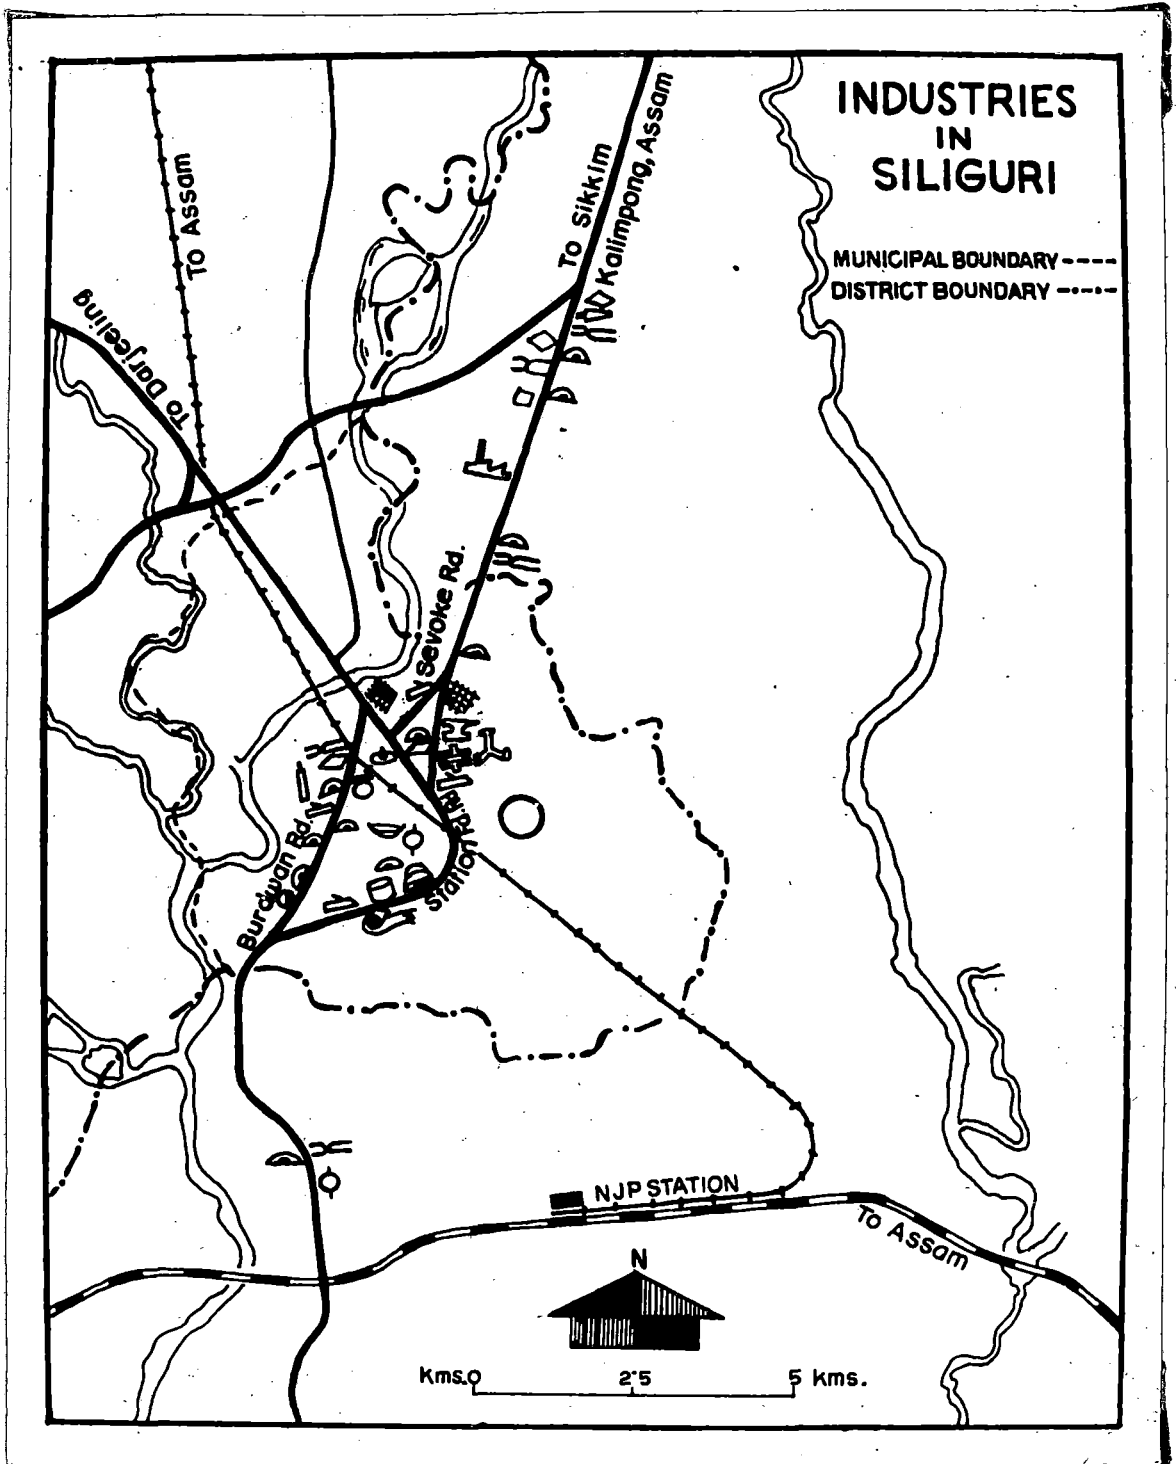 INDUSTRIES
IN
SILIGURI
MUNICIPAL BOUNDARY
DISTRICT BOUNDARY
To Assam
To Sikkim
Kalimpong, Assam
To Darjeeling
Sevoke Rd.
Burdwan Rd.
Station Fd. Rd.
NJP STATION
To Assam
N
Kms. 0 2·5 5 kms.